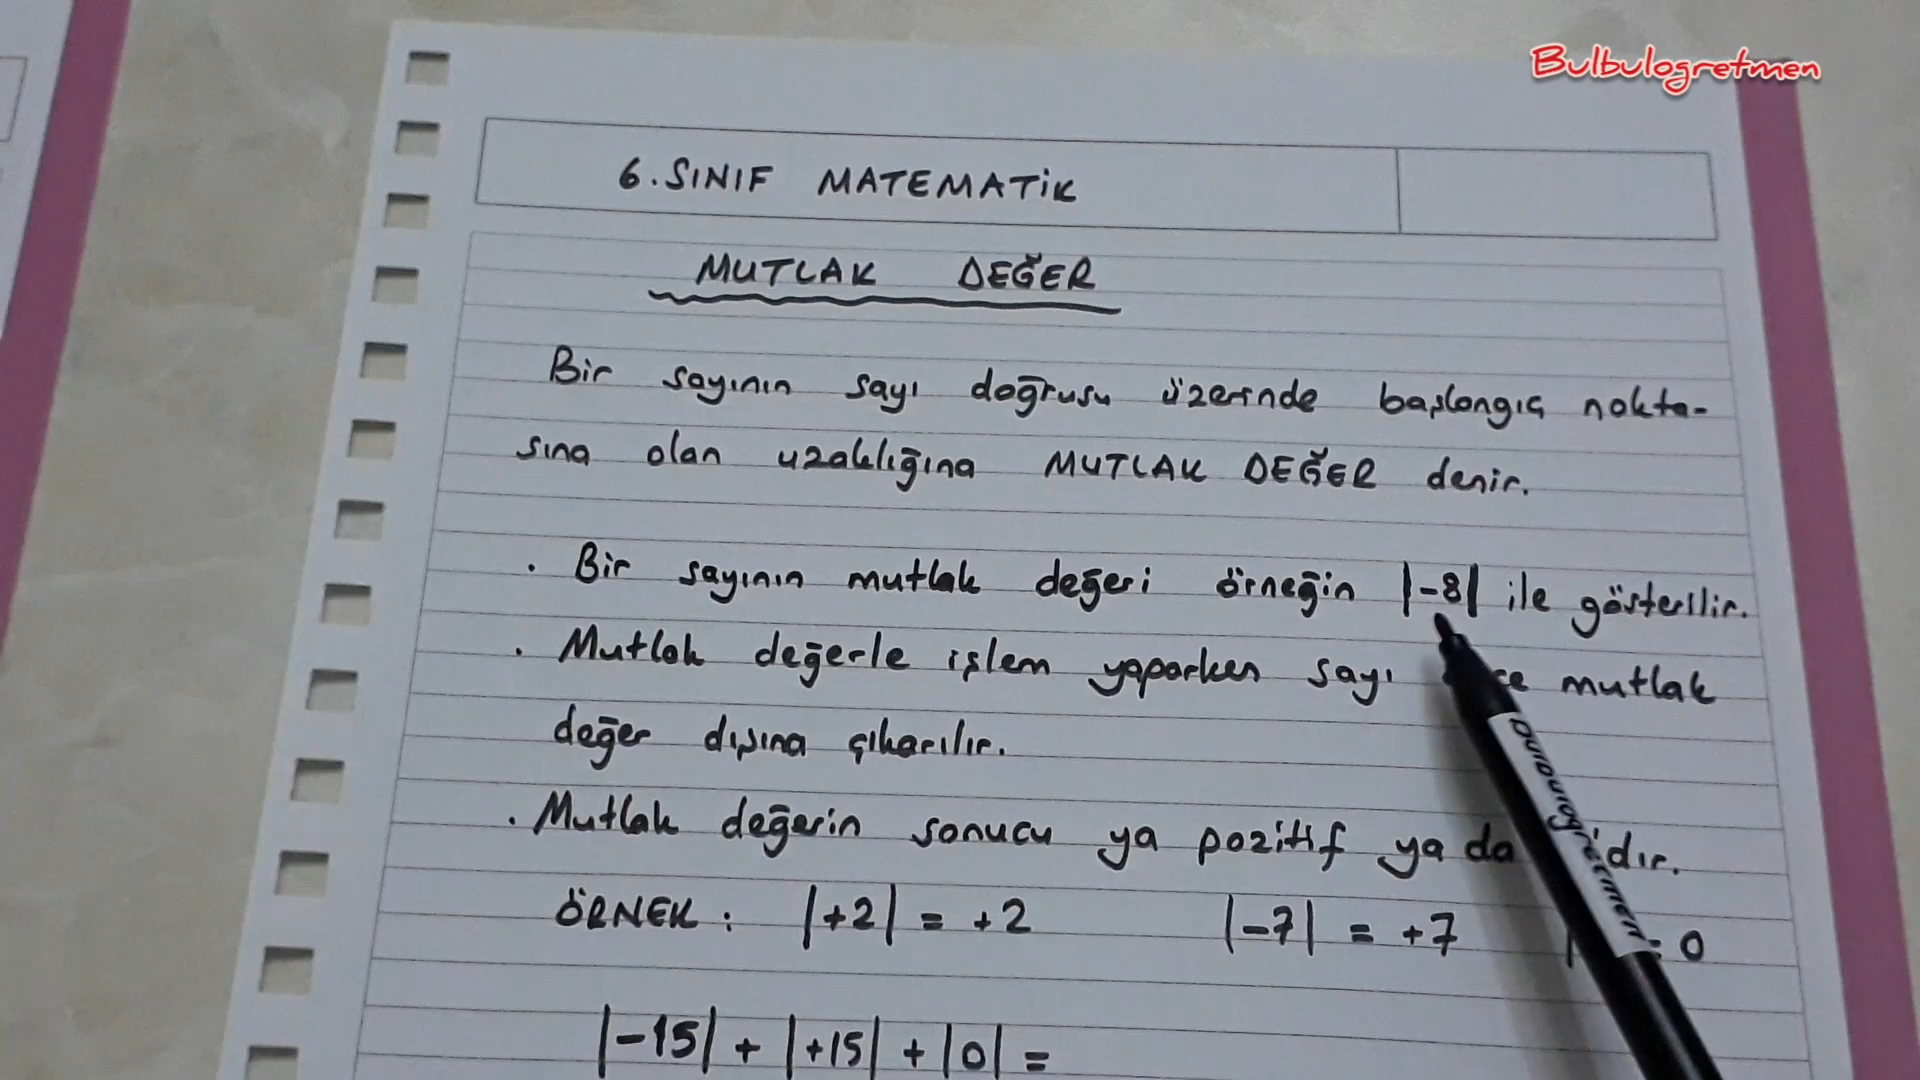 Bulbulogretmen
6.SINIF MATEMATİK
MUTLAK DEĞER
Bir sayının sayı doğrusu üzerinde başlangıç nokta-
sına olan uzaklığına MUTLAK DEĞER denir.
. Bir sayının mutlak değeri örneğin |-8| ile gösterilir.
. Mutlak değerle işlem yaparken sayı mutlak
değer dışına çıkarılır.
. Mutlak değerin sonucu ya pozitif ya da dır.
ÖRNEK : |+2| = +2 |-7| = +7 = 0
|-15| + |+15| + |0| =
Bulbulogretmen